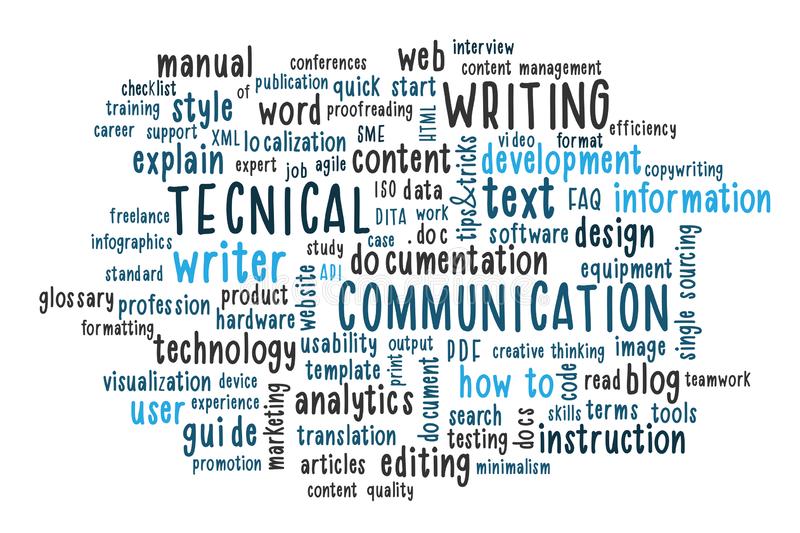 interview
web
conferences
manual
content management
publication
quick start
checklist
of
WRITING
training
style
word
proofreading
HTML
efficiency
career
support
XML
localization
SME
video
format
explain
expert
job
agile
content
tips&tricks
development
copywriting
TECNICAL
ISO
data
text
FAQ
information
freelance
DITA
work
infographics
writer
study
case
.doc
software
design
standard
website
API
documentation
equipment
single sourcing
glossary
profession
product
COMMUNICATION
formatting
hardware
technology
usability
output
PDF
creative thinking
image
visualization
device
template
print
document
how to
code
read
blog
teamwork
user
experience
marketing
analytics
search
skills
terms
tools
guide
translation
testing
docs
instruction
promotion
articles
editing
minimalism
content quality